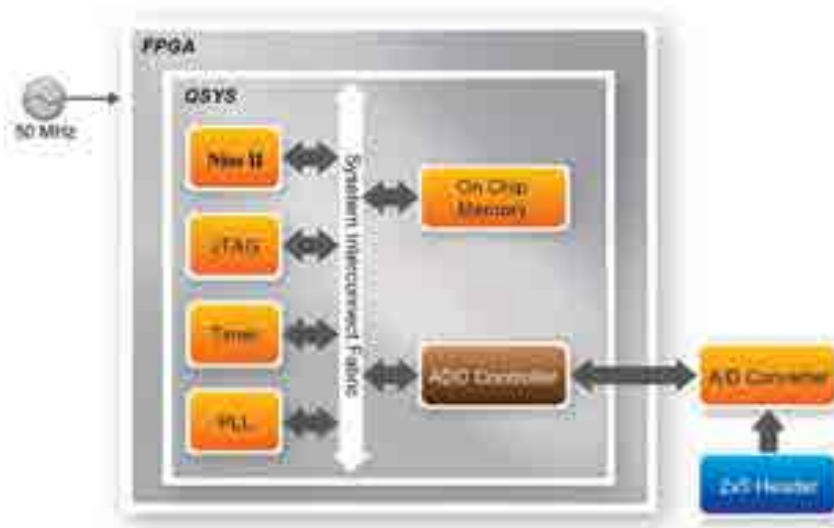 FPGA
QSYS
50 MHz
Nios II
JTAG
Timer
PLL
System Interconnect Fabric
On Chip
Memory
ADC Controller
A/D Converter
2x5 Header